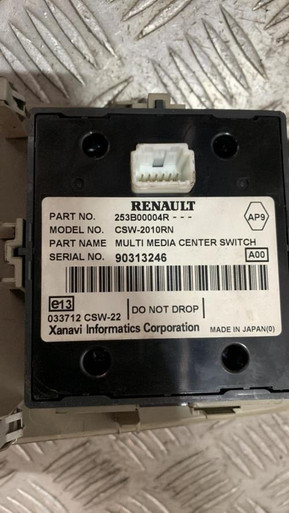 RENAULT
PART NO. 253B00004R - - -
AP9
MODEL NO. CSW-2010RN
PART NAME MULTI MEDIA CENTER SWITCH
SERIAL NO. 90313246
A00
e13
DO NOT DROP
033712 CSW-22
Xanavi Informatics Corporation MADE IN JAPAN(0)